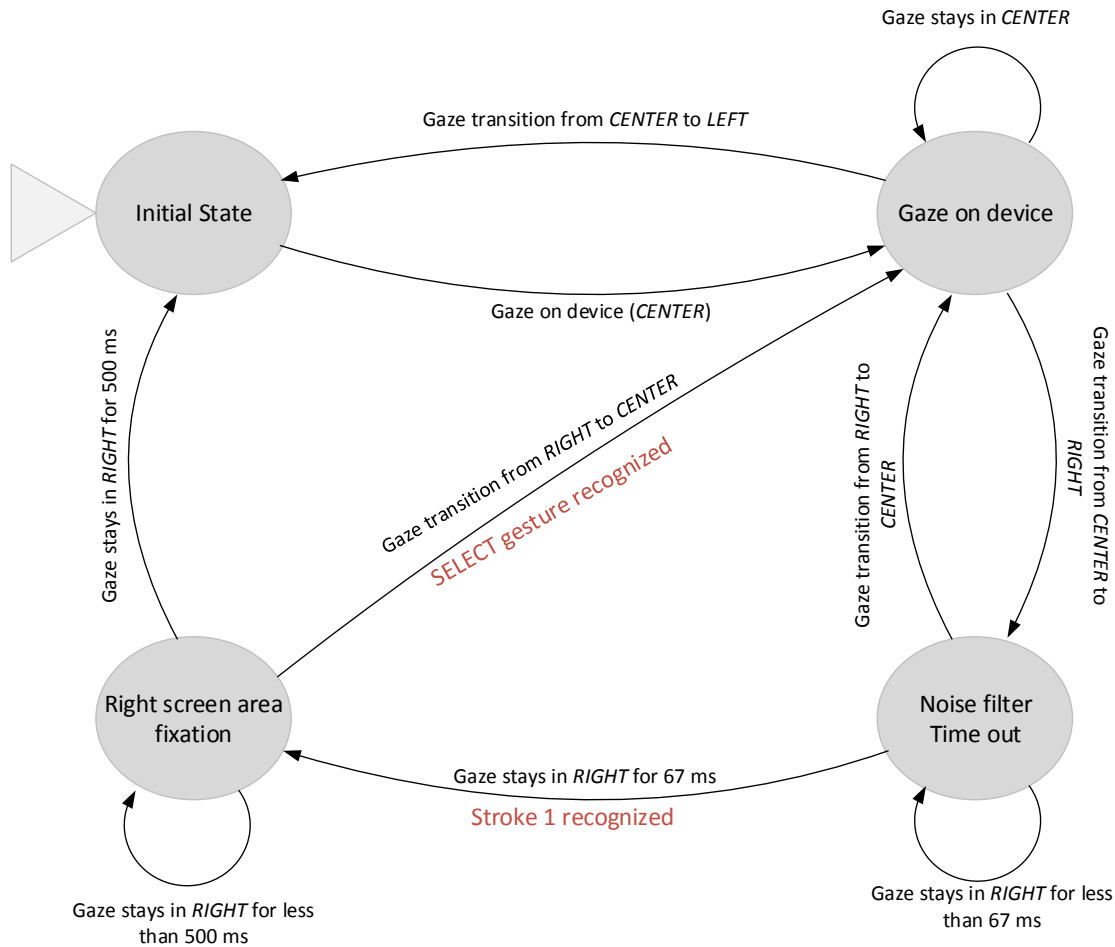 Gaze stays in CENTER
Gaze transition from CENTER to LEFT
Initial State
Gaze on device
Gaze on device (CENTER)
Gaze stays in RIGHT for 500 ms
Gaze transition from RIGHT to CENTER
SELECT gesture recognized
Gaze transition from RIGHT to
CENTER
Gaze transition from CENTER to
RIGHT
Right screen area
fixation
Noise filter
Time out
Gaze stays in RIGHT for 67 ms
Stroke 1 recognized
Gaze stays in RIGHT for less
than 500 ms
Gaze stays in RIGHT for less
than 67 ms